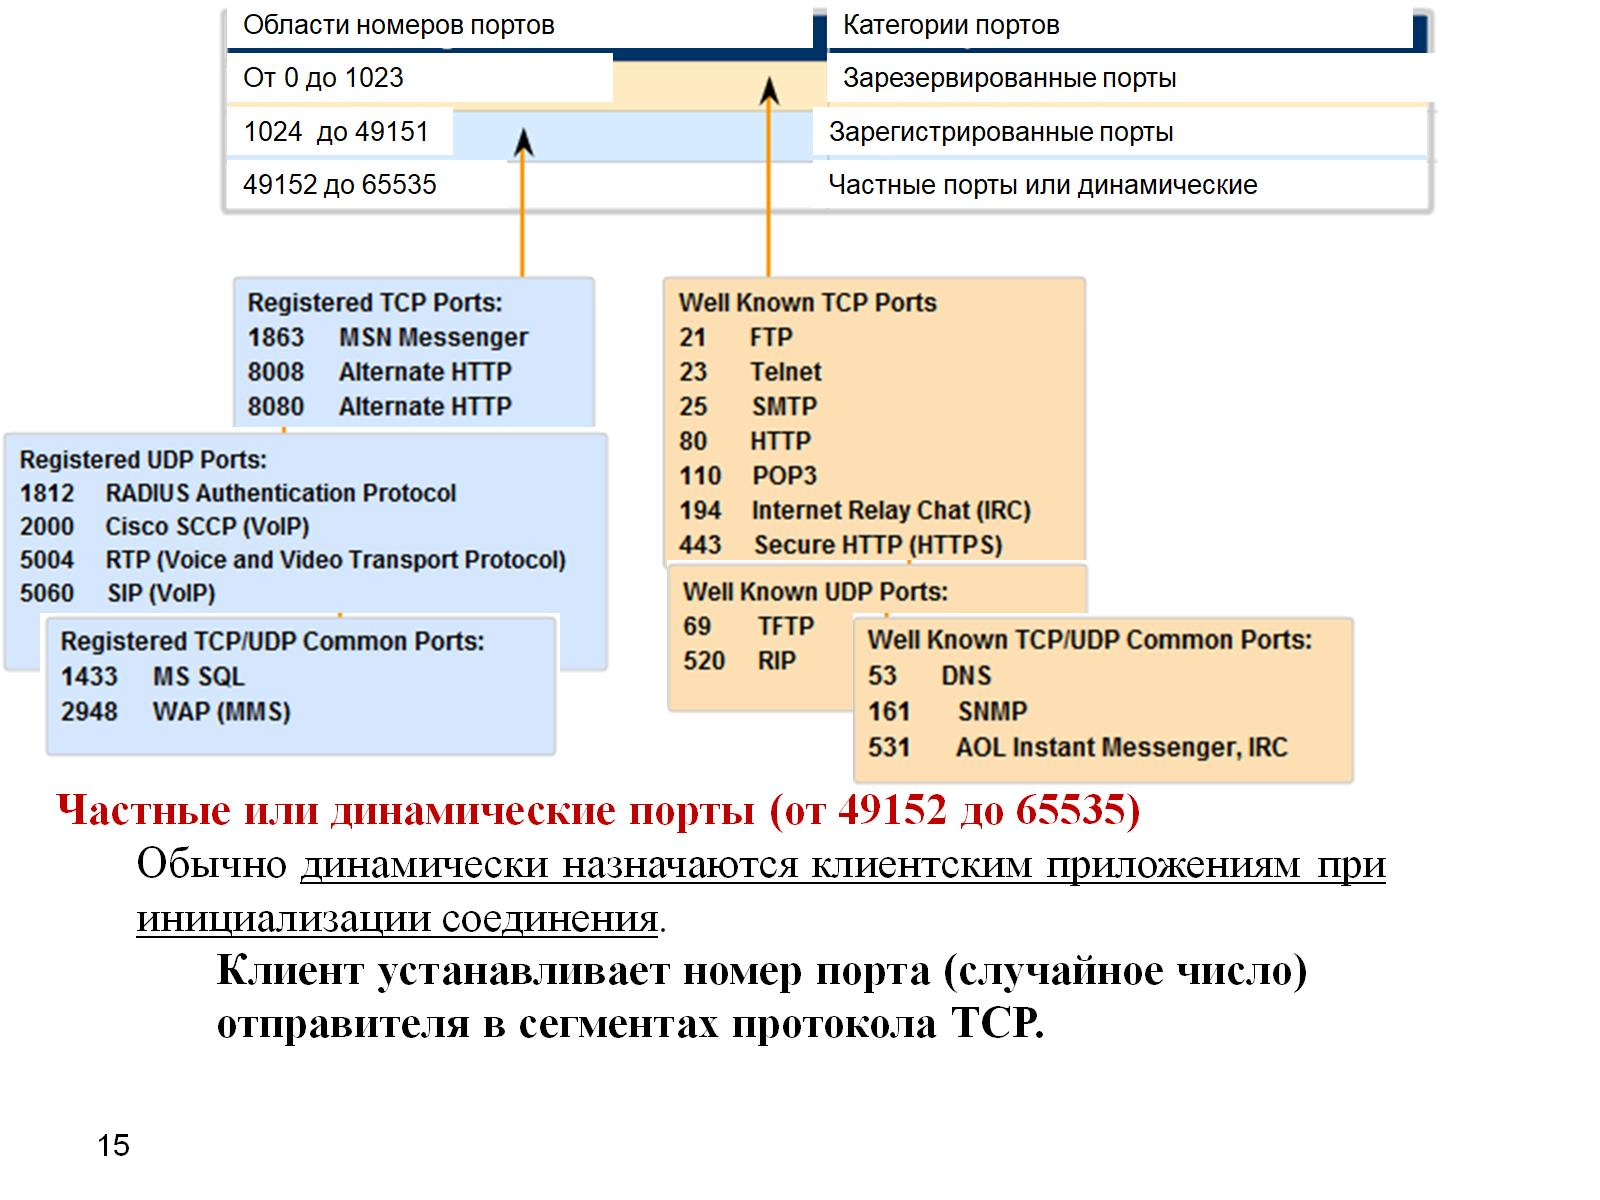 Области номеров портов Категории портов
От 0 до 1023 Зарезервированные порты
1024 до 49151 Зарегистрированные порты
49152 до 65535 Частные порты или динамические
Registered TCP Ports:
1863 MSN Messenger
8008 Alternate HTTP
8080 Alternate HTTP
Registered UDP Ports:
1812 RADIUS Authentication Protocol
2000 Cisco SCCP (VoIP)
5004 RTP (Voice and Video Transport Protocol)
5060 SIP (VoIP)
Registered TCP/UDP Common Ports:
1433 MS SQL
2948 WAP (MMS)
Well Known TCP Ports
21 FTP
23 Telnet
25 SMTP
80 HTTP
110 POP3
194 Internet Relay Chat (IRC)
443 Secure HTTP (HTTPS)
Well Known UDP Ports:
69 TFTP
520 RIP
Well Known TCP/UDP Common Ports:
53 DNS
161 SNMP
531 AOL Instant Messenger, IRC
Частные или динамические порты (от 49152 до 65535)
Обычно динамически назначаются клиентским приложениям при
инициализации соединения.
Клиент устанавливает номер порта (случайное число)
отправителя в сегментах протокола TCP.
15